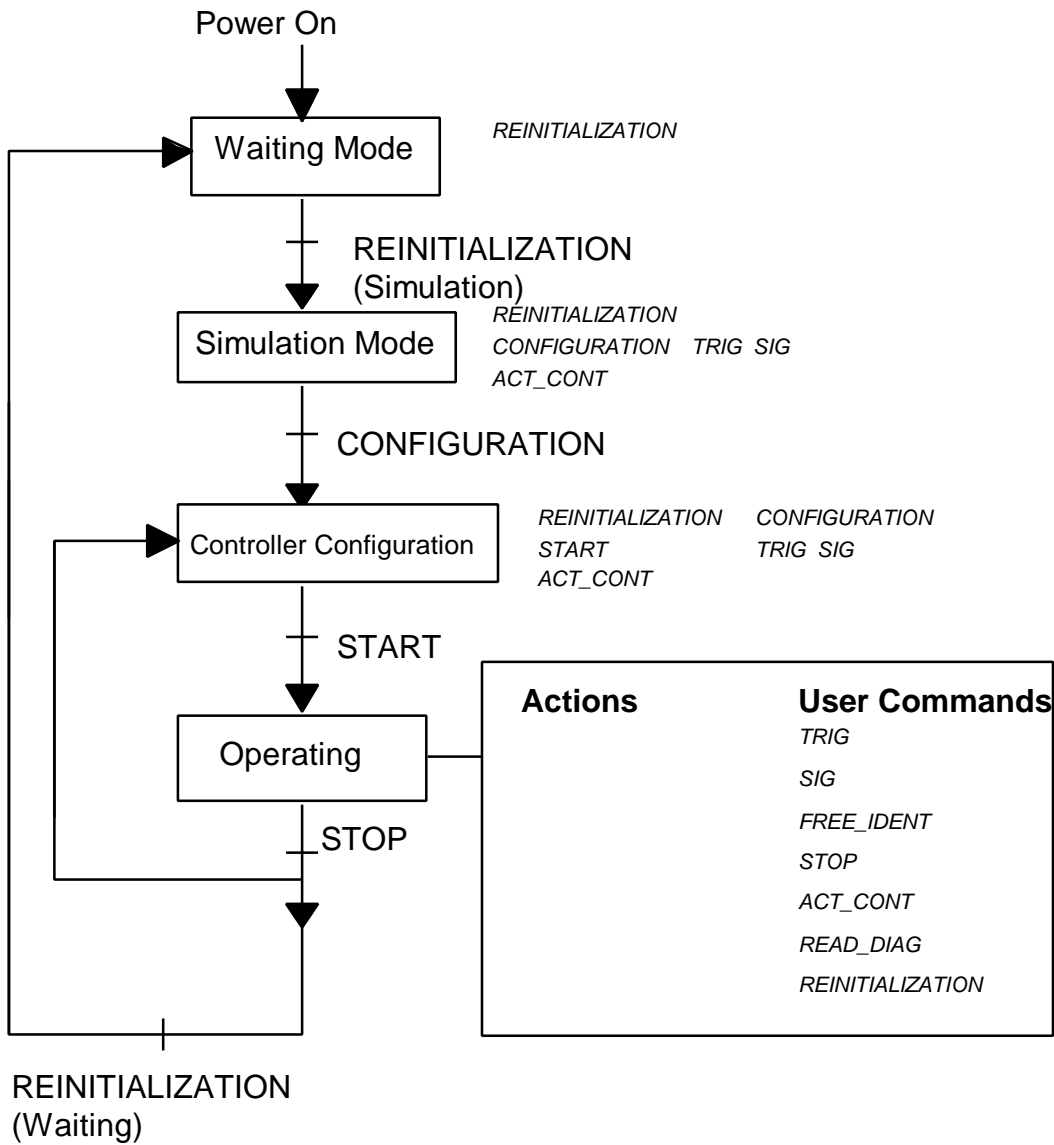 Power On
Waiting Mode
REINITIALIZATION
REINITIALIZATION
(Simulation)
Simulation Mode
REINITIALIZATION
CONFIGURATION TRIG SIG
ACT_CONT
CONFIGURATION
Controller Configuration
REINITIALIZATION CONFIGURATION
START TRIG SIG
ACT_CONT
START
Operating
Actions User Commands
TRIG
SIG
FREE_IDENT
STOP
ACT_CONT
READ_DIAG
REINITIALIZATION
STOP
REINITIALIZATION
(Waiting)